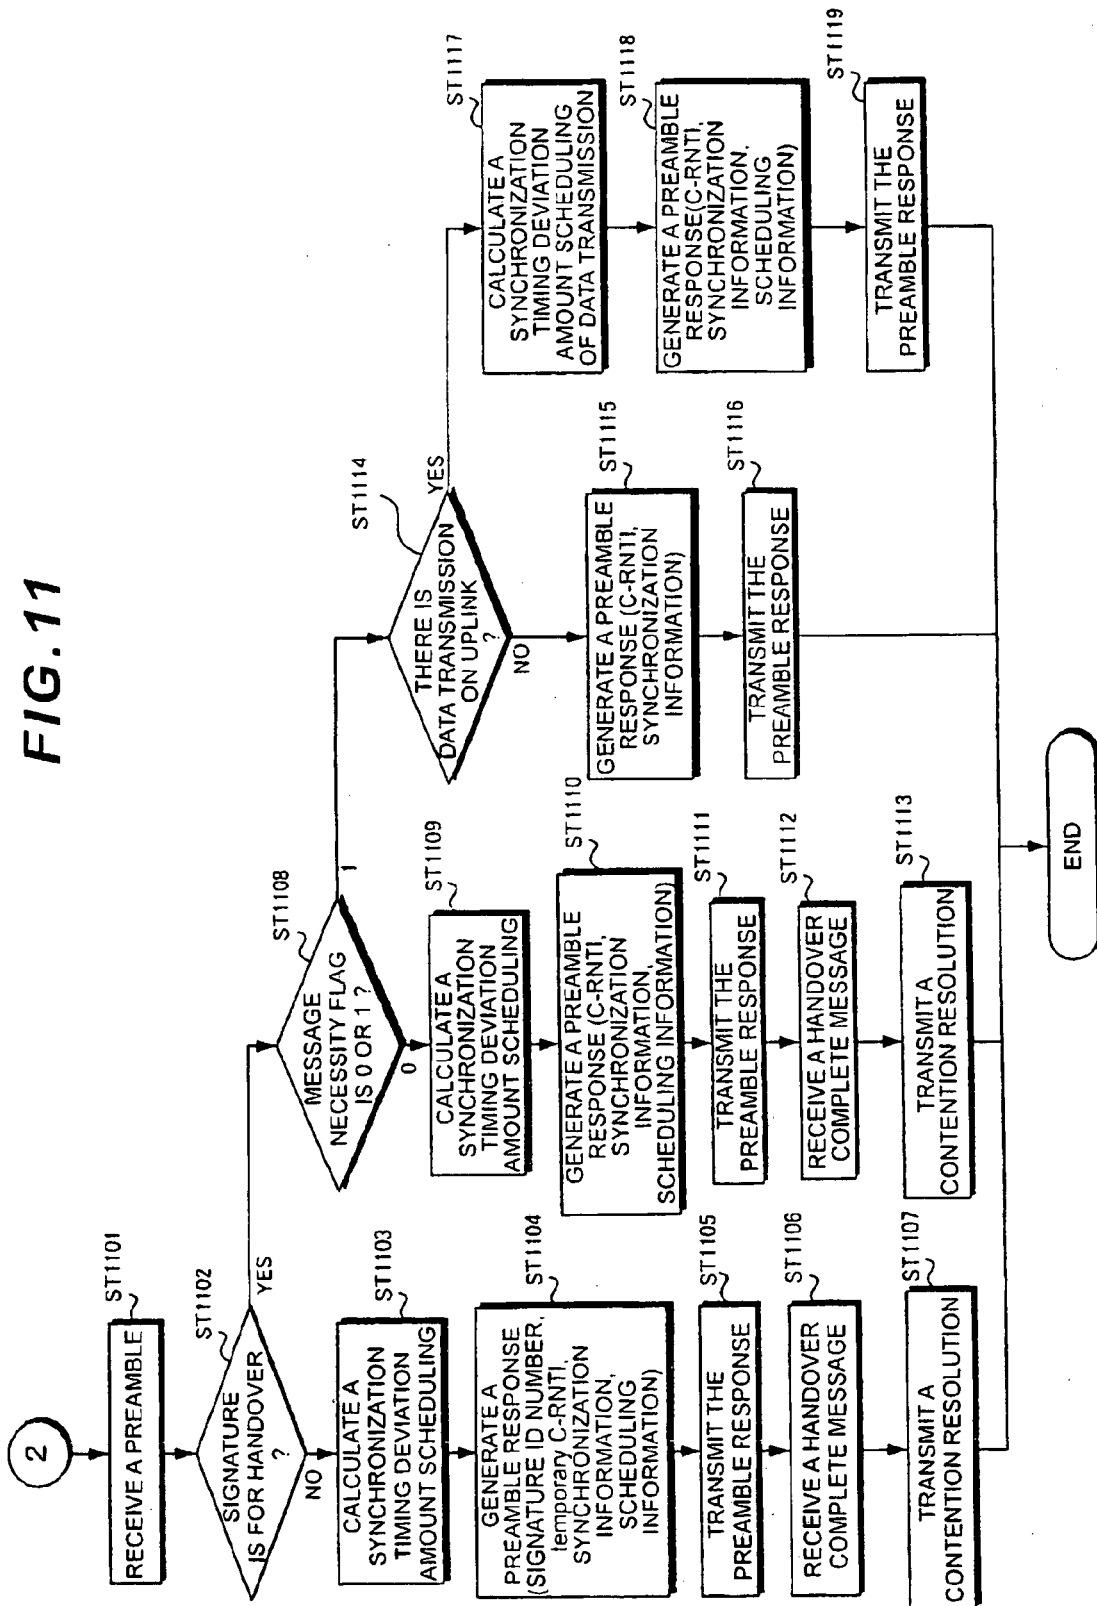 FIG.11
2
ST1101
RECEIVE A PREAMBLE
ST1102
SIGNATURE
IS FOR HANDOVER
?
YES
NO
ST1103
CALCULATE A
SYNCHRONIZATION
TIMING DEVIATION
AMOUNT SCHEDULING
ST1104
GENERATE A
PREAMBLE RESPONSE
(SIGNATURE ID NUMBER,
temporary C-RNTI,
SYNCHRONIZATION
INFORMATION,
SCHEDULING
INFORMATION)
ST1105
TRANSMIT THE
PREAMBLE RESPONSE
ST1106
RECEIVE A HANDOVER
COMPLETE MESSAGE
ST1107
TRANSMIT A
CONTENTION RESOLUTION
ST1108
MESSAGE
NECESSITY FLAG
IS 0 OR 1 ?
1
0
ST1109
CALCULATE A
SYNCHRONIZATION
TIMING DEVIATION
AMOUNT SCHEDULING
ST1110
GENERATE A PREAMBLE
RESPONSE (C-RNTI,
SYNCHRONIZATION
INFORMATION,
SCHEDULING INFORMATION)
ST1111
TRANSMIT THE
PREAMBLE RESPONSE
ST1112
RECEIVE A HANDOVER
COMPLETE MESSAGE
ST1113
TRANSMIT A
CONTENTION RESOLUTION
ST1114
THERE IS
DATA TRANSMISSION
ON UPLINK
?
YES
NO
ST1115
GENERATE A PREAMBLE
RESPONSE (C-RNTI,
SYNCHRONIZATION
INFORMATION)
ST1116
TRANSMIT THE
PREAMBLE RESPONSE
ST1117
CALCULATE A
SYNCHRONIZATION
TIMING DEVIATION
AMOUNT SCHEDULING
OF DATA TRANSMISSION
ST1118
GENERATE A PREAMBLE
RESPONSE(C-RNTI,
SYNCHRONIZATION
INFORMATION,
SCHEDULING
INFORMATION)
ST1119
TRANSMIT THE
PREAMBLE RESPONSE
END